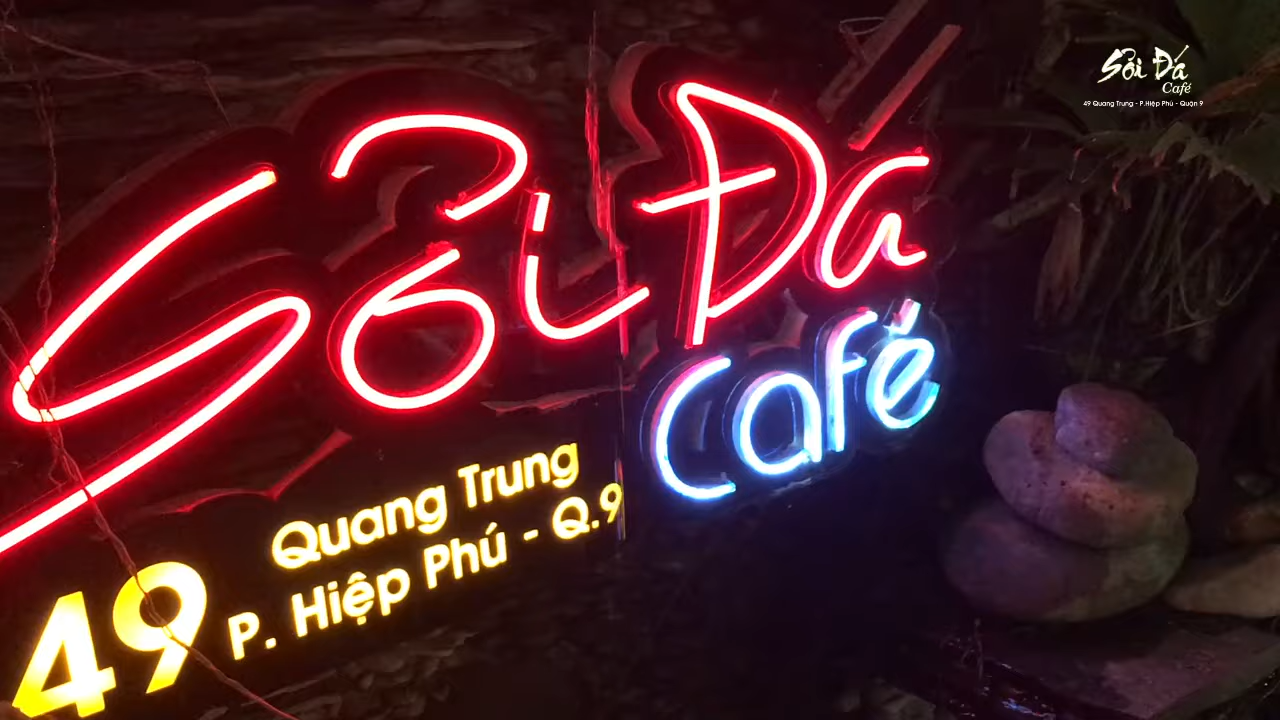 Sỏi Đá
Café
49 Quang Trung
P. Hiệp Phú - Q.9
Sỏi Đá
Café
49 Quang Trung - P.Hiệp Phú - Quận 9